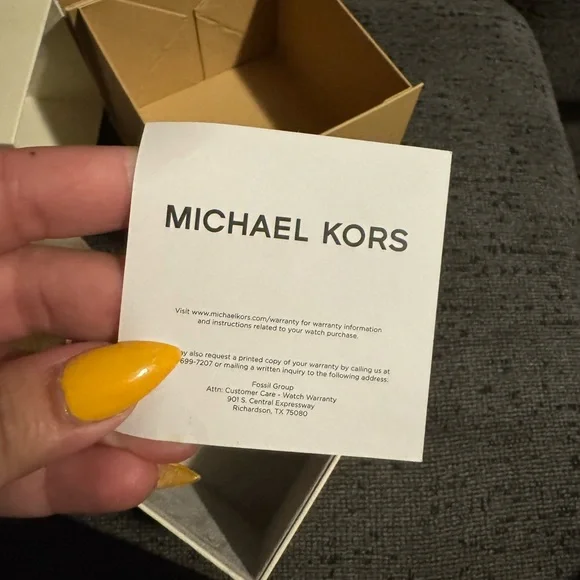 MICHAEL KORS
Visit www.michaelkors.com/warranty for warranty information
and instructions related to your watch purchase.
may also request a printed copy of your warranty by calling us at
699-7207 or mailing a written inquiry to the following address:
Fossil Group
Attn: Customer Care - Watch Warranty
901 S. Central Expressway
Richardson, TX 75080